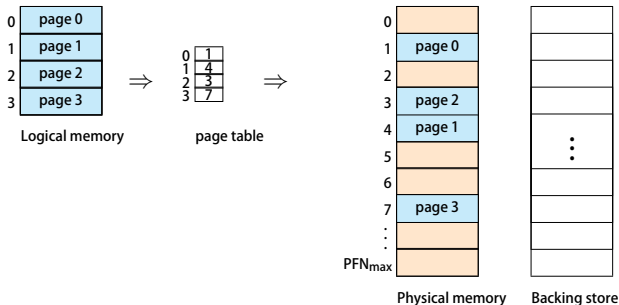 0 page 0
1 page 1
2 page 2
3 page 3
Logical memory
⇒
0 1
1 4
2 3
3 7
page table
⇒
0
1 page 0
2
3 page 2
4 page 1
5
6
7 page 3
⋮
PFNmax
Physical memory
⋮
Backing store